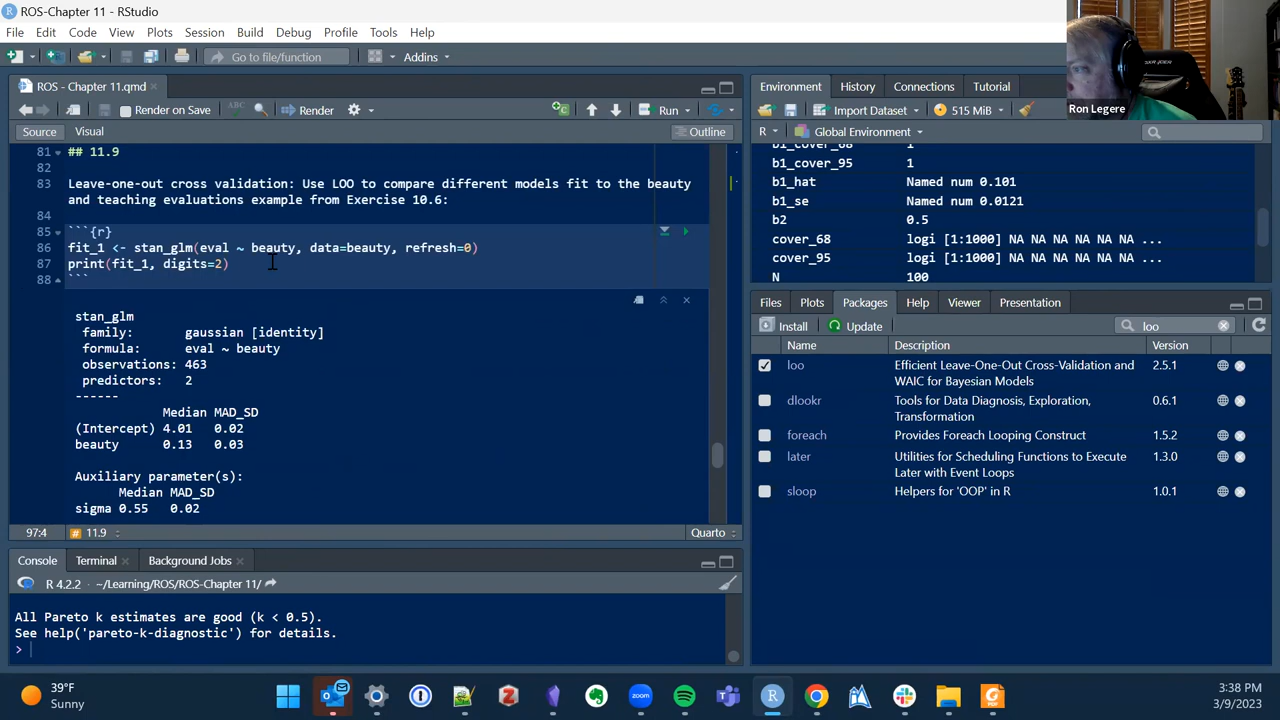 ROS-Chapter 11 - RStudio
File Edit Code View Plots Session Build Debug Profile Tools Help
Go to file/function Addins
Ron Legere
ROS - Chapter 11.qmd
Render on Save ABC Render Run
Source Visual Outline
81 ## 11.9
82
83 Leave-one-out cross validation: Use LOO to compare different models fit to the beauty
and teaching evaluations example from Exercise 10.6:
84
85 ```{r}
86 fit_1 <- stan_glm(eval ~ beauty, data=beauty, refresh=0)
87 print(fit_1, digits=2)
88 ```
stan_glm
family: gaussian [identity]
formula: eval ~ beauty
observations: 463
predictors: 2
------
Median MAD_SD
(Intercept) 4.01 0.02
beauty 0.13 0.03
Auxiliary parameter(s):
Median MAD_SD
sigma 0.55 0.02
97:4 # 11.9 Quarto
Console Terminal Background Jobs
R 4.2.2 · ~/Learning/ROS/ROS-Chapter 11/
All Pareto k estimates are good (k < 0.5).
See help('pareto-k-diagnostic') for details.
>
Environment History Connections Tutorial
Import Dataset 515 MiB
R Global Environment
b1_cover_68 1
b1_cover_95 1
b1_hat Named num 0.101
b1_se Named num 0.0121
b2 0.5
cover_68 logi [1:1000] NA NA NA NA ...
cover_95 logi [1:1000] NA NA NA NA ...
N 100
Files Plots Packages Help Viewer Presentation
Install Update loo
Name Description Version
loo Efficient Leave-One-Out Cross-Validation and 2.5.1
WAIC for Bayesian Models
dlookr Tools for Data Diagnosis, Exploration, 0.6.1
Transformation
foreach Provides Foreach Looping Construct 1.5.2
later Utilities for Scheduling Functions to Execute 1.3.0
Later with Event Loops
sloop Helpers for 'OOP' in R 1.0.1
39°F
Sunny
zoom
3:38 PM
3/9/2023